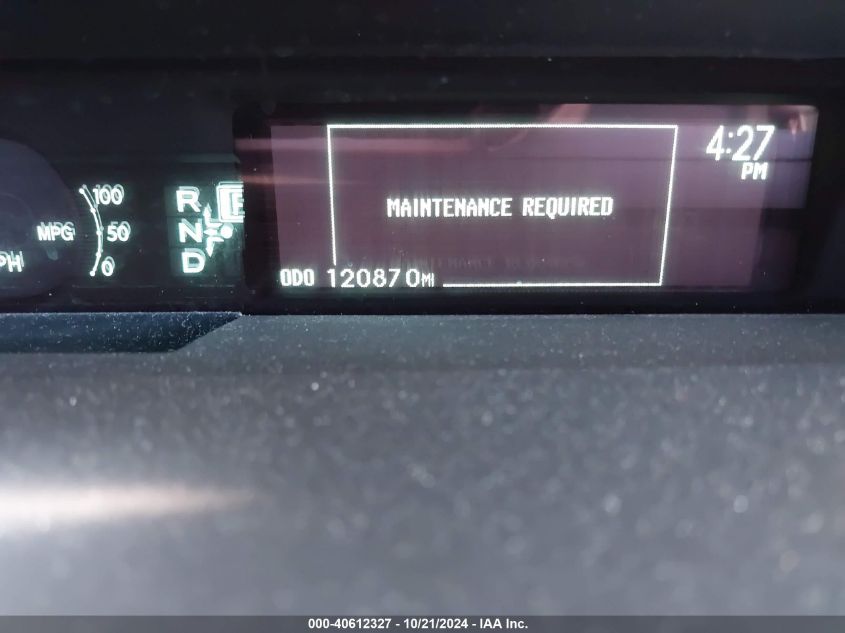 100
MPG 50
0
R
N
D
4:27
PM
MAINTENANCE REQUIRED
ODO 120870MI
000-40612327 - 10/21/2024 - IAA Inc.